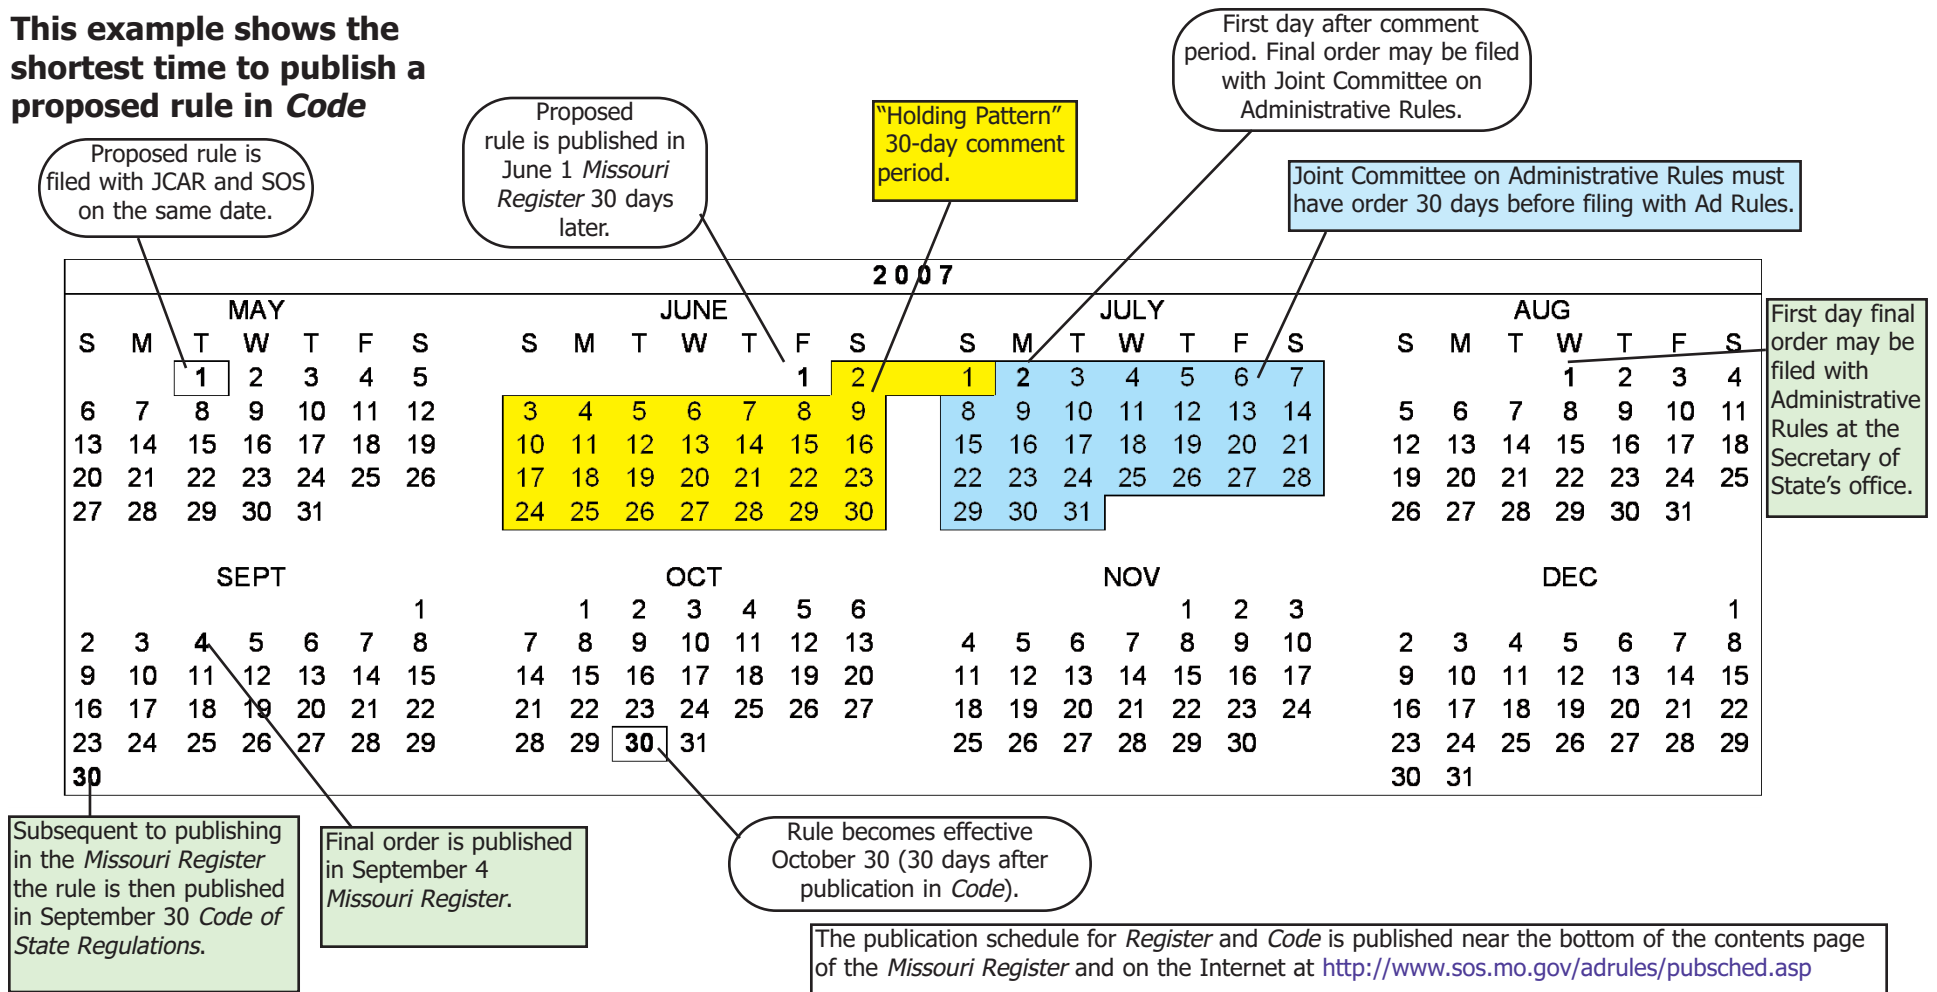 This example shows the
shortest time to publish a
proposed rule in Code
Proposed rule is
filed with JCAR and SOS
on the same date.
Proposed
rule is published in
June 1 Missouri
Register 30 days
later.
"Holding Pattern"
30-day comment
period.
First day after comment
period. Final order may be filed
with Joint Committee on
Administrative Rules.
Joint Committee on Administrative Rules must
have order 30 days before filing with Ad Rules.
2 0 0 7
MAY JUNE JULY AUG
S M T W T F S S M T W T F S S M T W T F S S M T W T F S
1 2 3 4 5 1 2 1 2 3 4 5 6 7 1 2 3 4
6 7 8 9 10 11 12 3 4 5 6 7 8 9 8 9 10 11 12 13 14 5 6 7 8 9 10 11
13 14 15 16 17 18 19 10 11 12 13 14 15 16 15 16 17 18 19 20 21 12 13 14 15 16 17 18
20 21 22 23 24 25 26 17 18 19 20 21 22 23 22 23 24 25 26 27 28 19 20 21 22 23 24 25
27 28 29 30 31 24 25 26 27 28 29 30 29 30 31 26 27 28 29 30 31
First day final
order may be
filed with
Administrative
Rules at the
Secretary of
State's office.
SEPT OCT NOV DEC
1 1 2 3 4 5 6 1 2 3 1
2 3 4 5 6 7 8 7 8 9 10 11 12 13 4 5 6 7 8 9 10 2 3 4 5 6 7 8
9 10 11 12 13 14 15 14 15 16 17 18 19 20 11 12 13 14 15 16 17 9 10 11 12 13 14 15
16 17 18 19 20 21 22 21 22 23 24 25 26 27 18 19 20 21 22 23 24 16 17 18 19 20 21 22
23 24 25 26 27 28 29 28 29 30 31 25 26 27 28 29 30 23 24 25 26 27 28 29
30 30 31
Subsequent to publishing
in the Missouri Register
the rule is then published
in September 30 Code of
State Regulations.
Final order is published
in September 4
Missouri Register.
Rule becomes effective
October 30 (30 days after
publication in Code).
The publication schedule for Register and Code is published near the bottom of the contents page
of the Missouri Register and on the Internet at http://www.sos.mo.gov/adrules/pubsched.asp